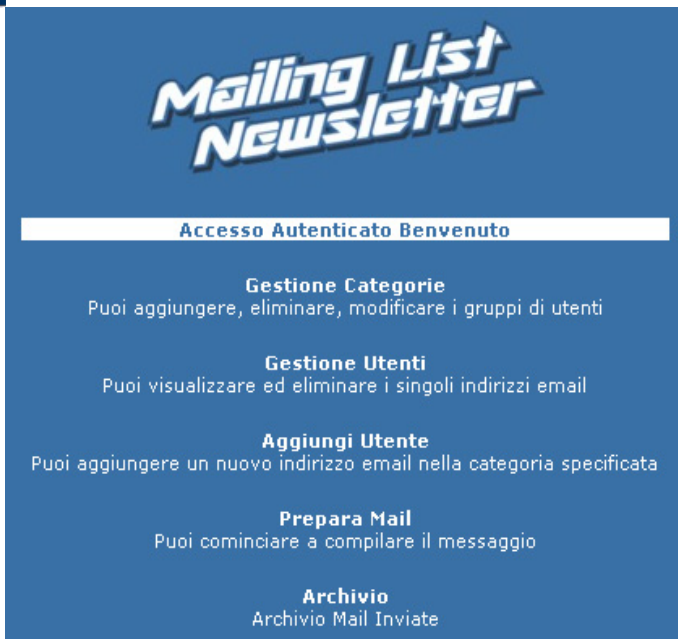 Mailing List
Newsletter
Accesso Autenticato Benvenuto
Gestione Categorie
Puoi aggiungere, eliminare, modificare i gruppi di utenti
Gestione Utenti
Puoi visualizzare ed eliminare i singoli indirizzi email
Aggiungi Utente
Puoi aggiungere un nuovo indirizzo email nella categoria specificata
Prepara Mail
Puoi cominciare a compilare il messaggio
Archivio
Archivio Mail Inviate